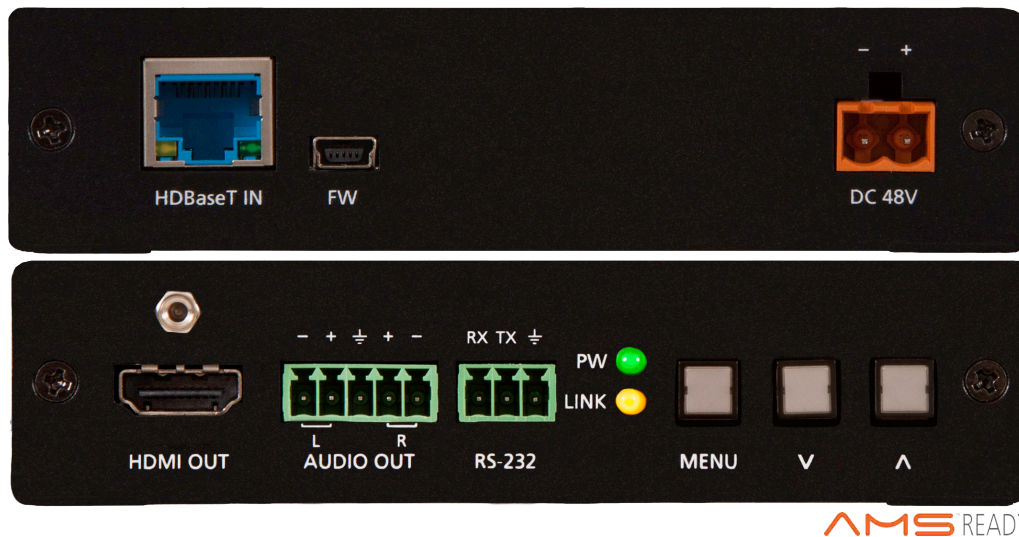 − +
HDBaseT IN FW DC 48V
− + ⏚ + − RX TX ⏚
PW
LINK
L R
HDMI OUT AUDIO OUT RS-232 MENU ∨ ∧
AMS READY